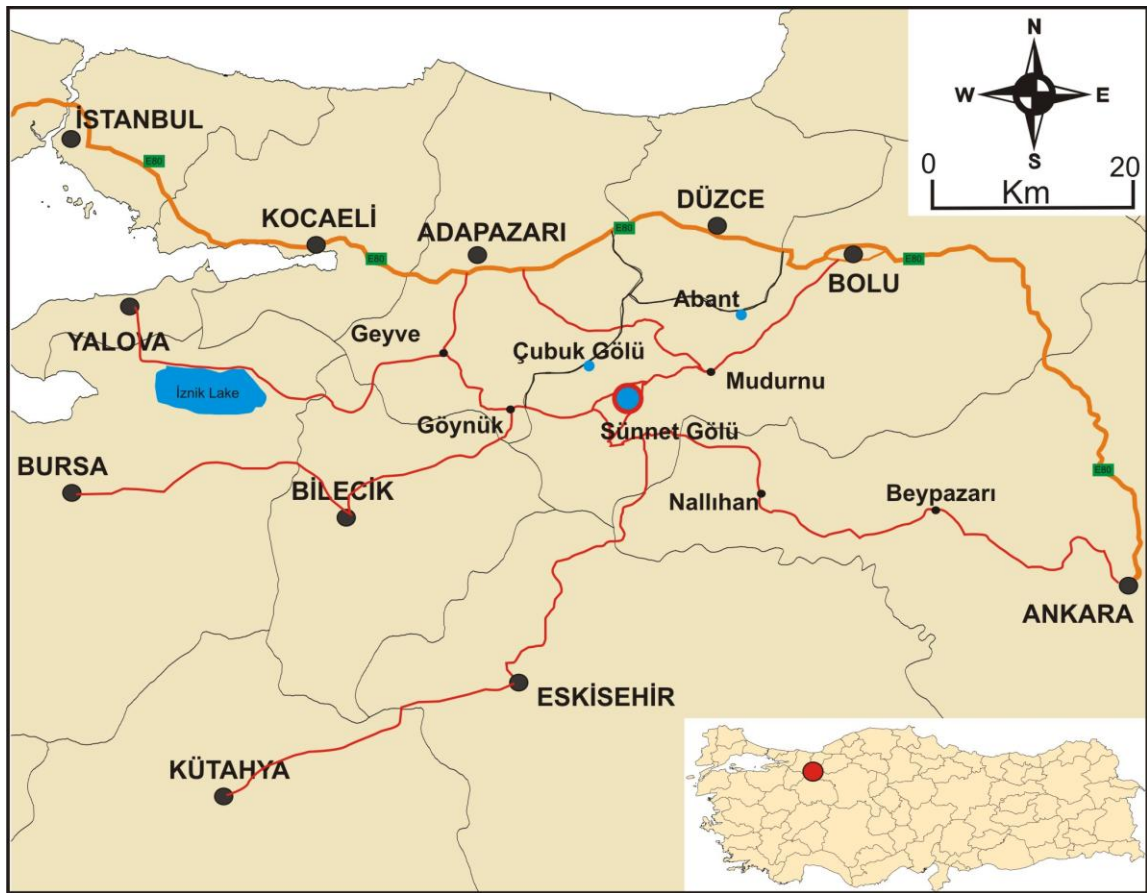 N
W E
S
0 20
Km
İSTANBUL
E80
KOCAELİ
E80
ADAPAZARI
E80
DÜZCE
BOLU
E80
YALOVA
Geyve
Abant
Çubuk Gölü
Mudurnu
İznik Lake
Göynük
Sünnet Gölü
BURSA
BİLECİK
Nallıhan
Beypazarı
E80
ANKARA
ESKİSEHİR
KÜTAHYA